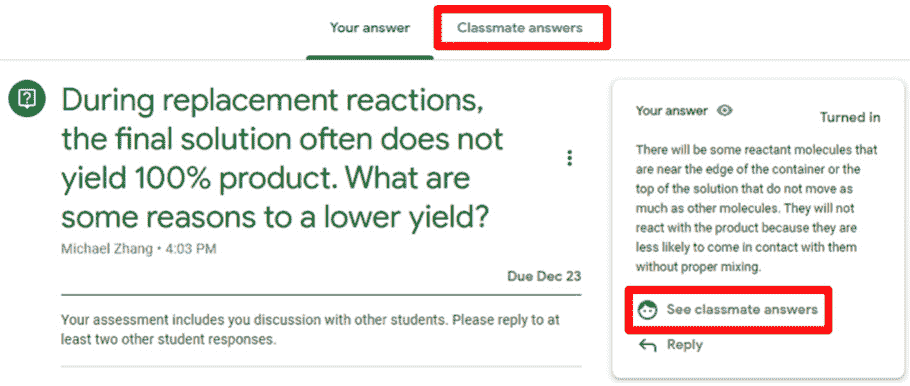 Your answer
Classmate answers
During replacement reactions,
the final solution often does not
yield 100% product. What are
some reasons to a lower yield?
Michael Zhang • 4:03 PM
Due Dec 23
Your assessment includes you discussion with other students. Please reply to at
least two other student responses.
Your answer
Turned in
There will be some reactant molecules that
are near the edge of the container or the
top of the solution that do not move as
much as other molecules. They will not
react with the product because they are
less likely to come in contact with them
without proper mixing.
See classmate answers
Reply